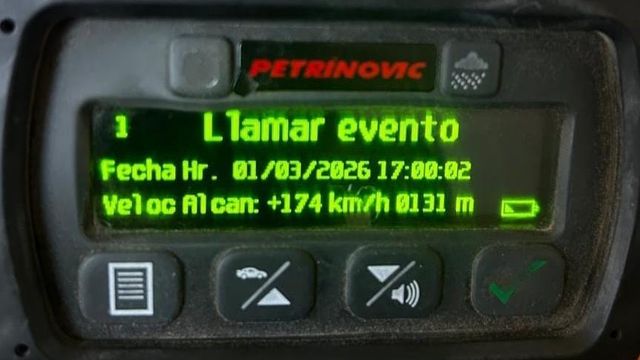 PETRINOVIC
1 Llamar evento
Fecha Hr. 01/03/2026 17:00:02
Veloc Alcan: +174 km/h 0131 m